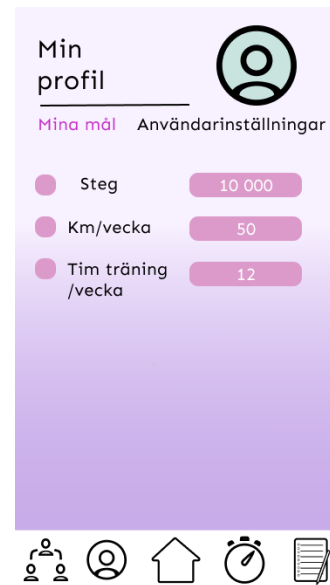 Min
profil
Mina mål Användarinställningar
Steg 10 000
Km/vecka 50
Tim träning 12
/vecka